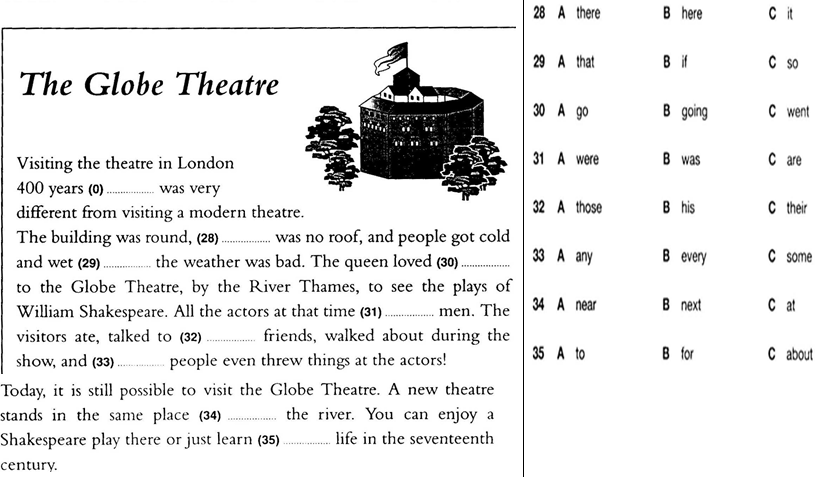 The Globe Theatre
Visiting the theatre in London
400 years (0) .................. was very
different from visiting a modern theatre.
The building was round, (28) .................. was no roof, and people got cold
and wet (29) .................. the weather was bad. The queen loved (30) ..................
to the Globe Theatre, by the River Thames, to see the plays of
William Shakespeare. All the actors at that time (31) .................. men. The
visitors ate, talked to (32) .................. friends, walked about during the
show, and (33) .................. people even threw things at the actors!
Today, it is still possible to visit the Globe Theatre. A new theatre
stands in the same place (34) .................. the river. You can enjoy a
Shakespeare play there or just learn (35) .................. life in the seventeenth
century.
28 A there B here C it
29 A that B if C so
30 A go B going C went
31 A were B was C are
32 A those B his C their
33 A any B every C some
34 A near B next C at
35 A to B for C about